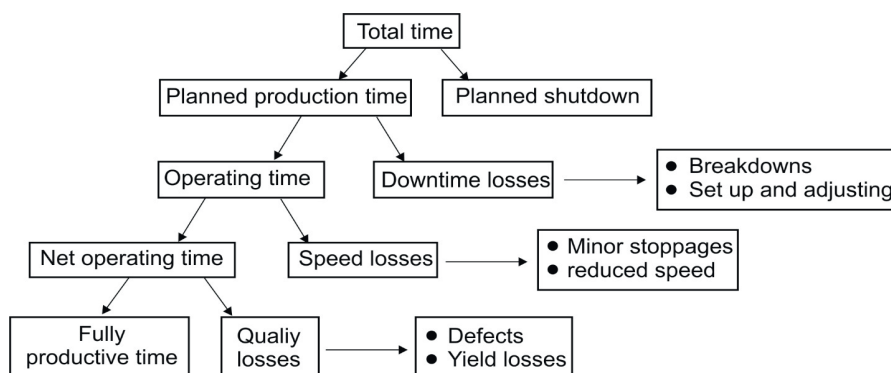 Total time
Planned production time
Planned shutdown
Operating time
Downtime losses
● Breakdowns
● Set up and adjusting
Net operating time
Speed losses
● Minor stoppages
● reduced speed
Fully
productive time
Qualiy
losses
● Defects
● Yield losses